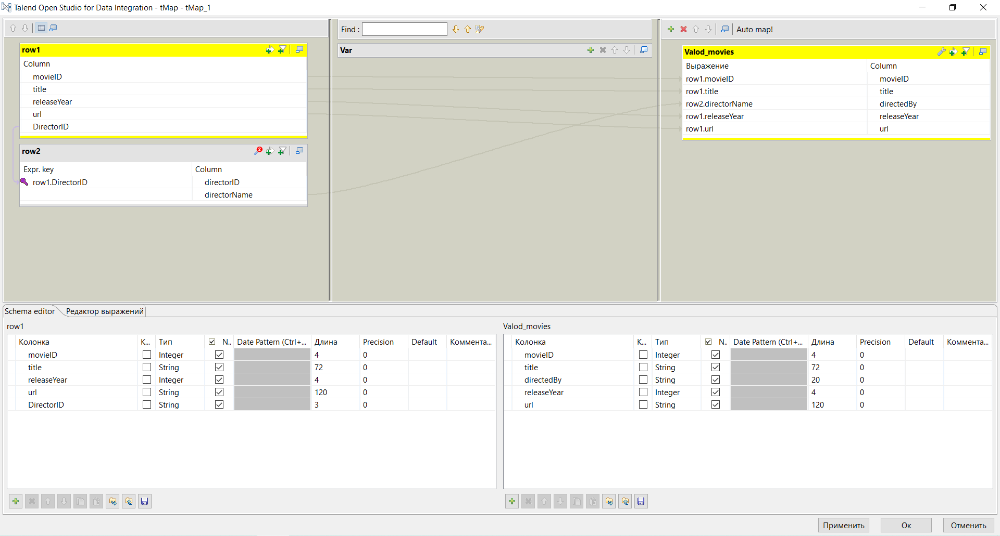 Talend Open Studio for Data Integration - tMap - tMap_1
Find :
Auto map!
row1
Column
movieID
title
releaseYear
url
DirectorID
row2
2
Expr. key Column
row1.DirectorID directorID
directorName
Var
Valod_movies
Выражение Column
row1.movieID movieID
row1.title title
row2.directorName directedBy
row1.releaseYear releaseYear
row1.url url
Schema editor Редактор выражений
row1
Колонка К... Тип N.. Date Pattern (Ctrl+... Длина Precision Default Коммента...
movieID Integer 4 0
title String 72 0
releaseYear Integer 4 0
url String 120 0
DirectorID String 3 0
Valod_movies
Колонка К... Тип N.. Date Pattern (Ctrl+... Длина Precision Default Коммента...
movieID Integer 4 0
title String 72 0
directedBy String 20 0
releaseYear Integer 4 0
url String 120 0
Применить Ок Отменить